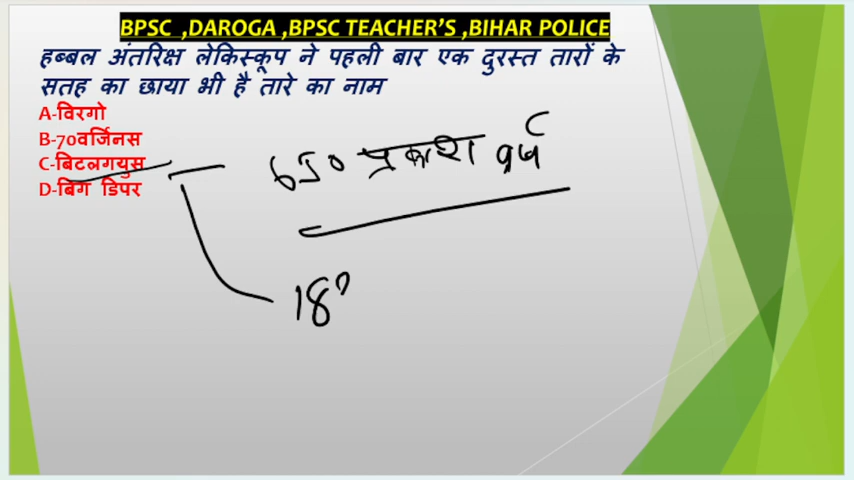 BPSC ,DAROGA ,BPSC TEACHER'S ,BIHAR POLICE
हब्बल अंतरिक्ष लेकिस्कूप ने पहली बार एक दुरस्त तारों के
सतह का छाया भी है तारे का नाम
A-विरगो
B-70वर्जिनस
C-बिटलगयुस
D-बिग डिपर
650 प्रकाश वर्ष